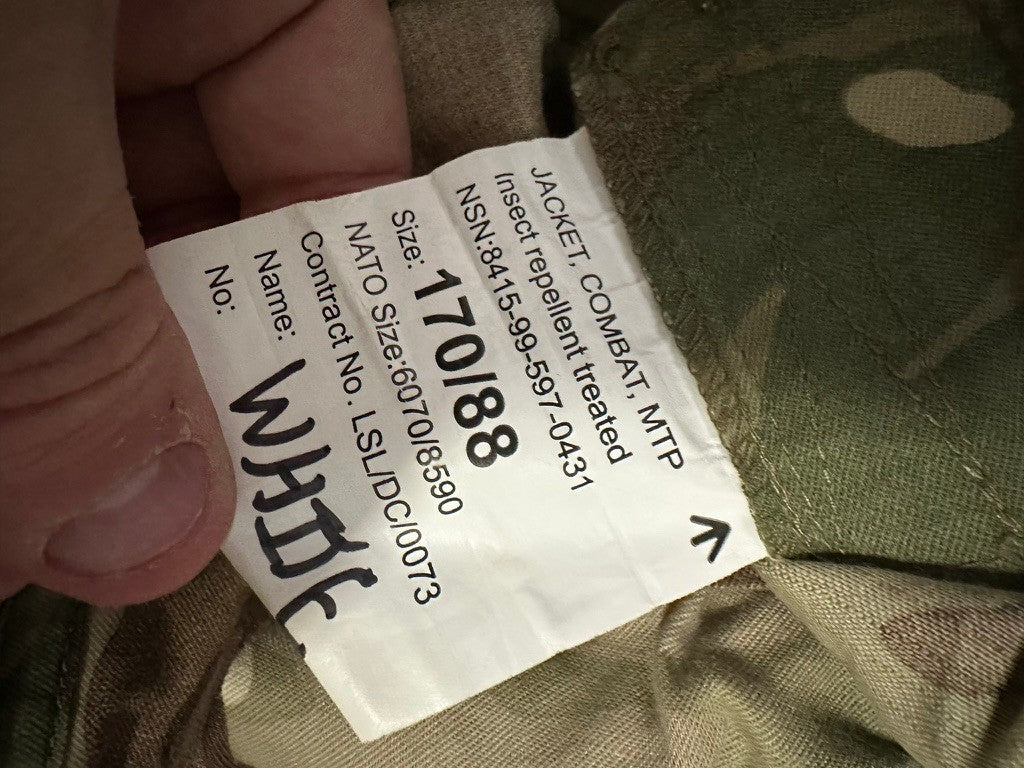 JACKET, COMBAT, MTP
Insect repellent treated
NSN:8415-99-597-0431
Size: 170/88
NATO Size:6070/8590
Contract No. LSL/DC/0073
Name:
No: